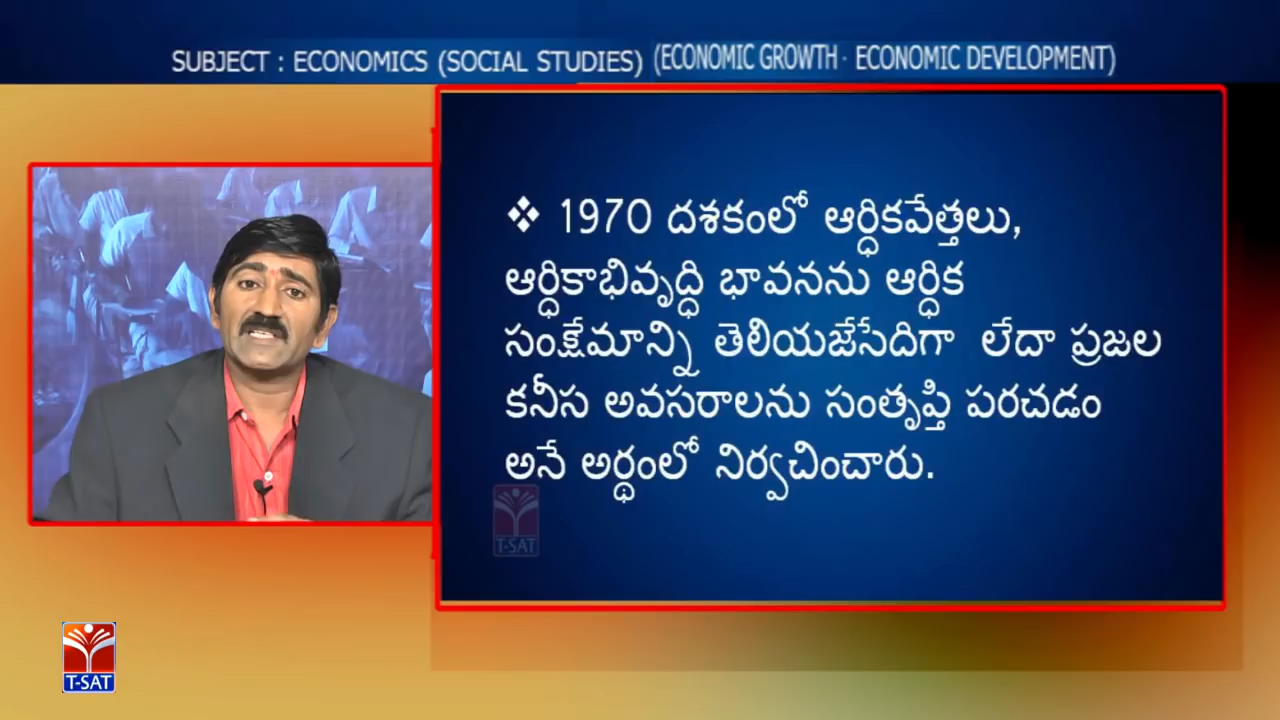 SUBJECT : ECONOMICS (SOCIAL STUDIES) (ECONOMIC GROWTH - ECONOMIC DEVELOPMENT)
❖ 1970 దశకంలో ఆర్ధికవేత్తలు,
ఆర్ధికాభివృద్ధి భావనను ఆర్ధిక
సంక్షేమాన్ని తెలియజేసేదిగా లేదా ప్రజల
కనీస అవసరాలను సంతృప్తి పరచడం
అనే అర్థంలో నిర్వచించారు.
T-SAT
T-SAT